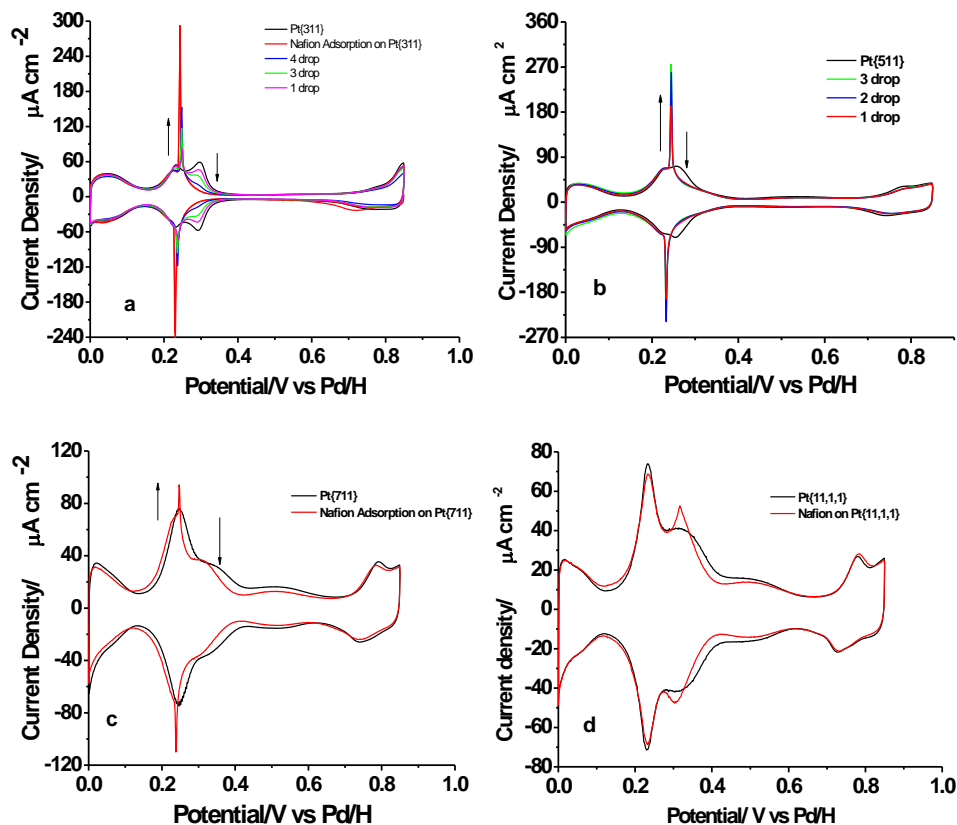 300
240
180
120
60
0
-60
-120
-180
-240
Current Density/ µA cm -2
Pt{311}
Nafion Adsorption on Pt{311}
4 drop
3 drop
1 drop
a
0.0 0.2 0.4 0.6 0.8 1.0
Potential/V vs Pd/H
360
270
180
90
0
-90
-180
-270
Current Density/ µA cm 2
Pt{511}
3 drop
2 drop
1 drop
b
0.0 0.2 0.4 0.6 0.8
Potential/V vs Pd/H
120
80
40
0
-40
-80
-120
Current Density/ µA cm -2
Pt{711}
Nafion Adsorption on Pt{711}
c
0.0 0.2 0.4 0.6 0.8 1.0
Potential/V vs Pd/H
80
60
40
20
0
-20
-40
-60
-80
Current density/ µA cm -2
Pt{11,1,1}
Nafion on Pt{11,1,1}
d
0.0 0.2 0.4 0.6 0.8 1.0
Potential/ V vs Pd/H